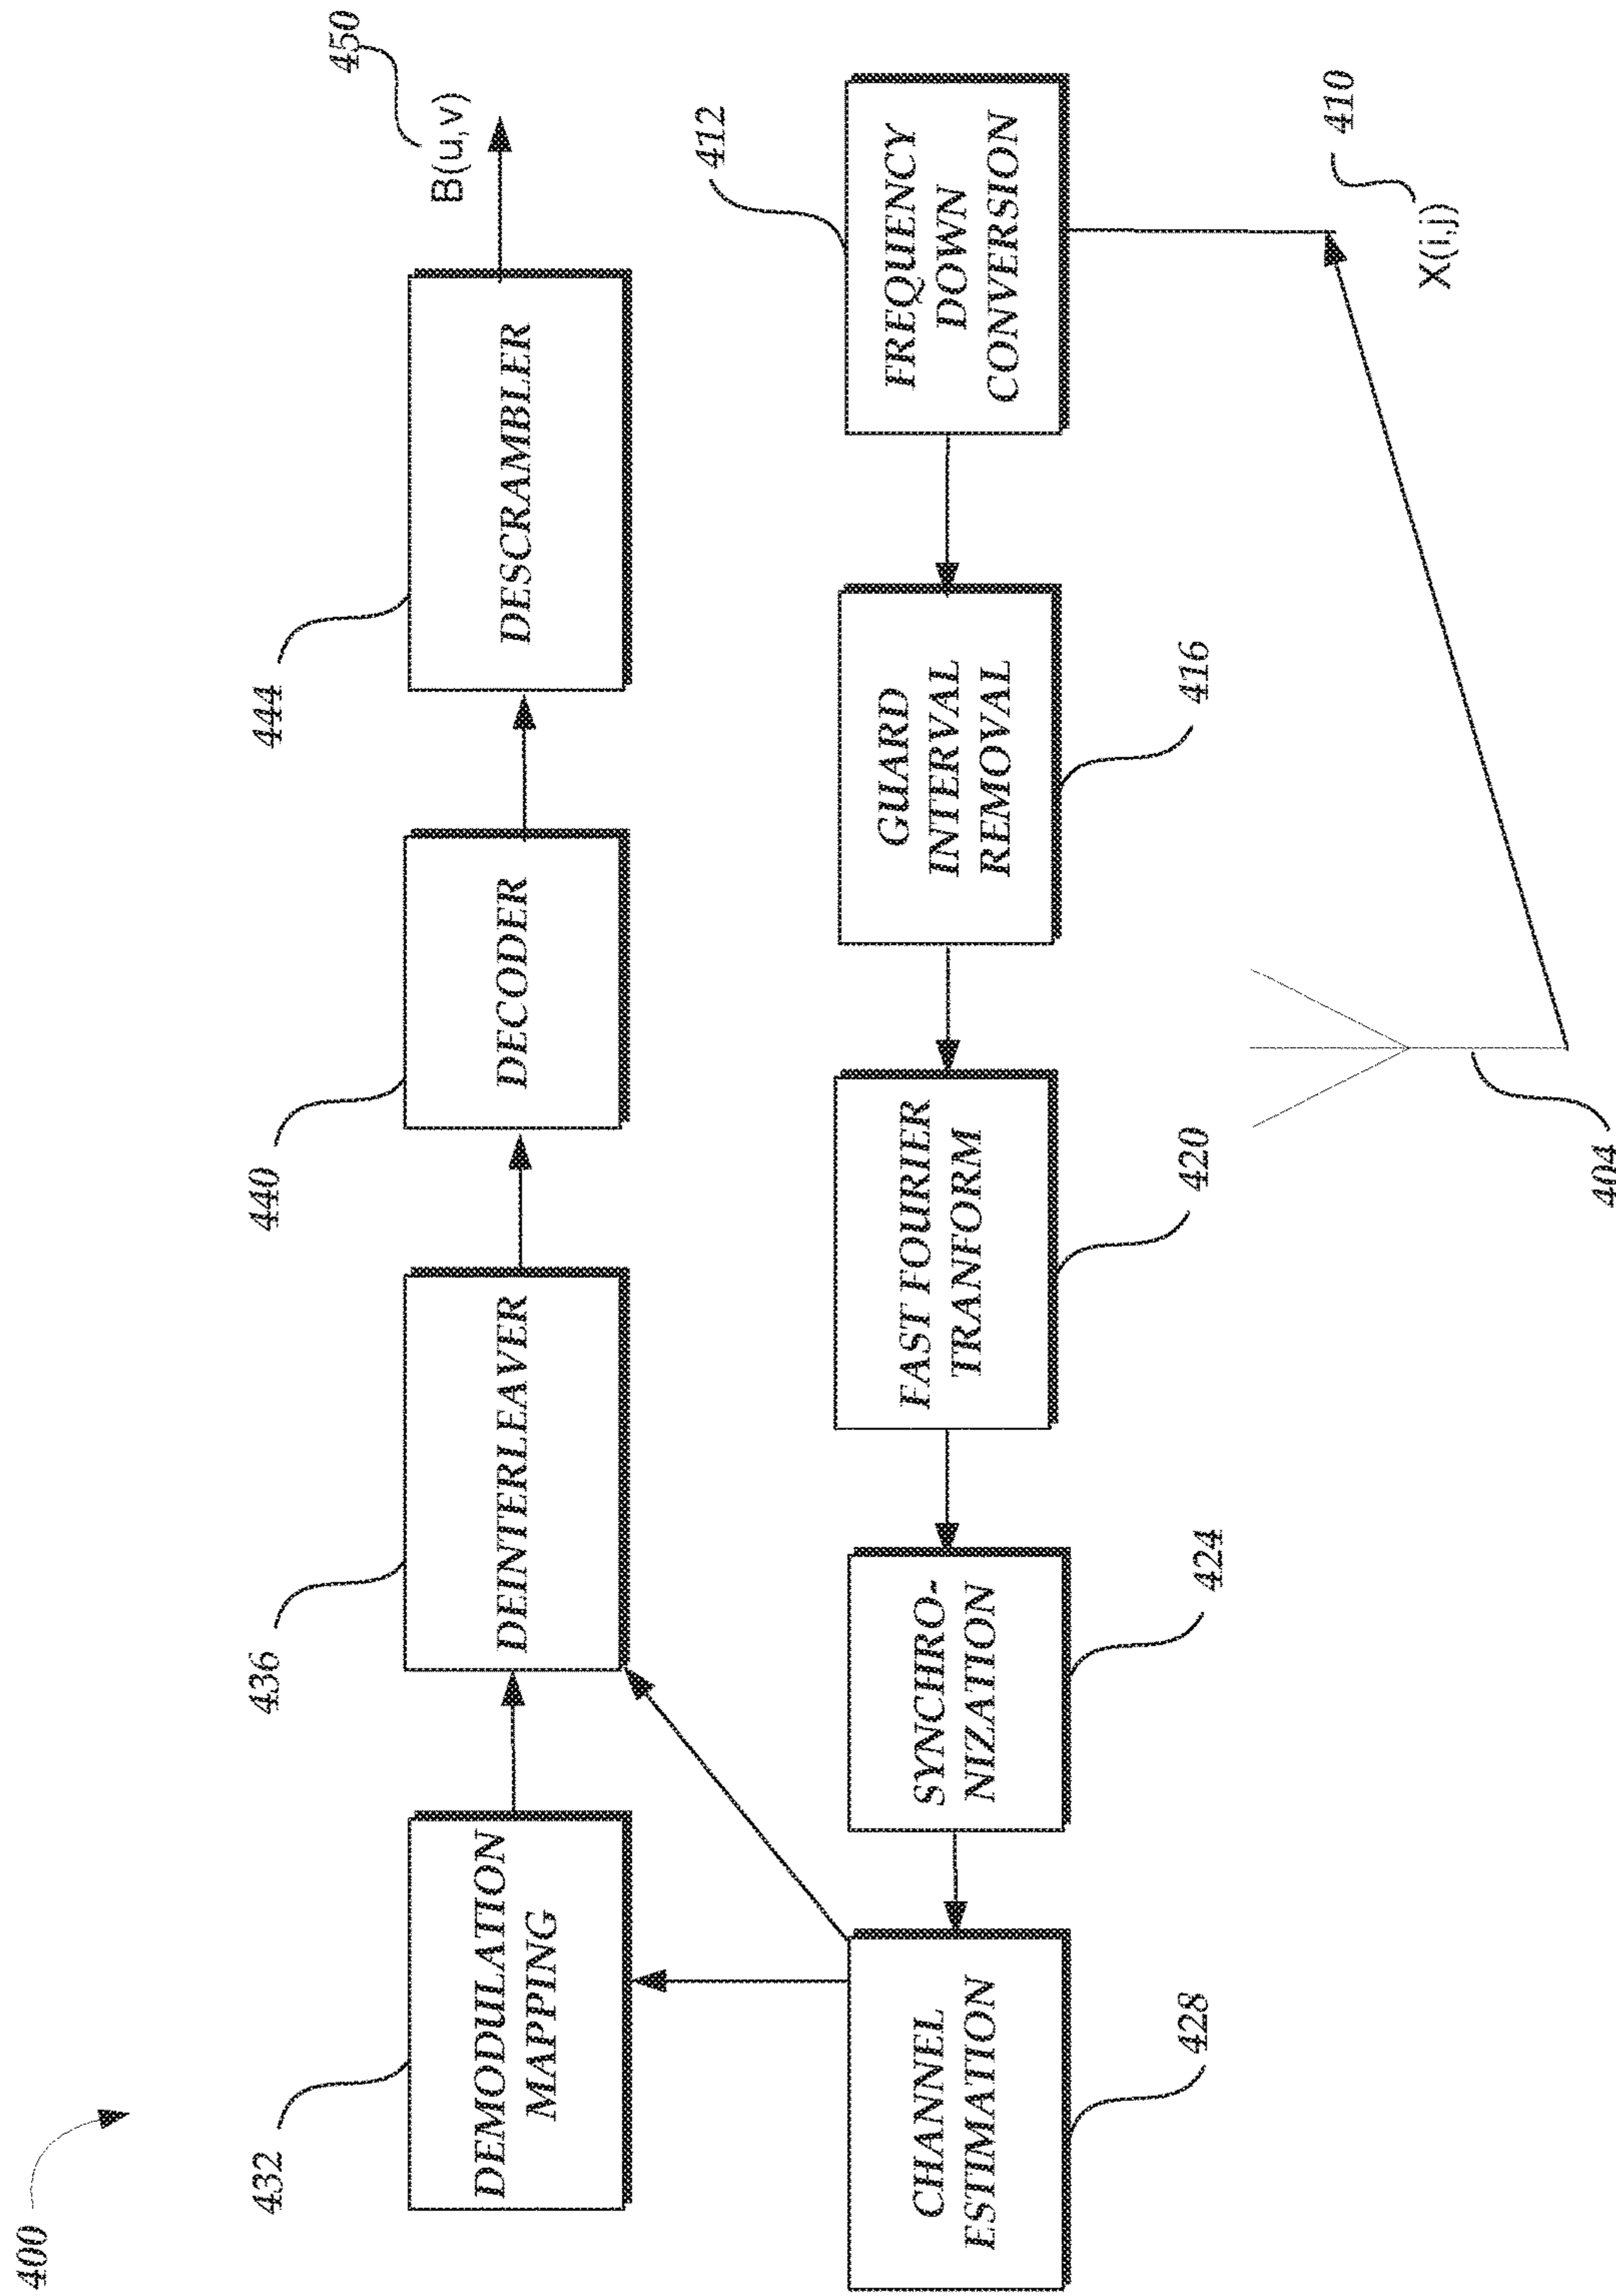 400
432
DEMODULATION
MAPPING
436
DEINTERLEAVER
440
DECODER
444
DESCRAMBLER
B(u,v)
450
CHANNEL
ESTIMATION
428
SYNCHRO-
NIZATION
424
FAST FOURIER
TRANFORM
420
GUARD
INTERVAL
REMOVAL
416
FREQUENCY
DOWN
CONVERSION
412
404
X(i,j)
410